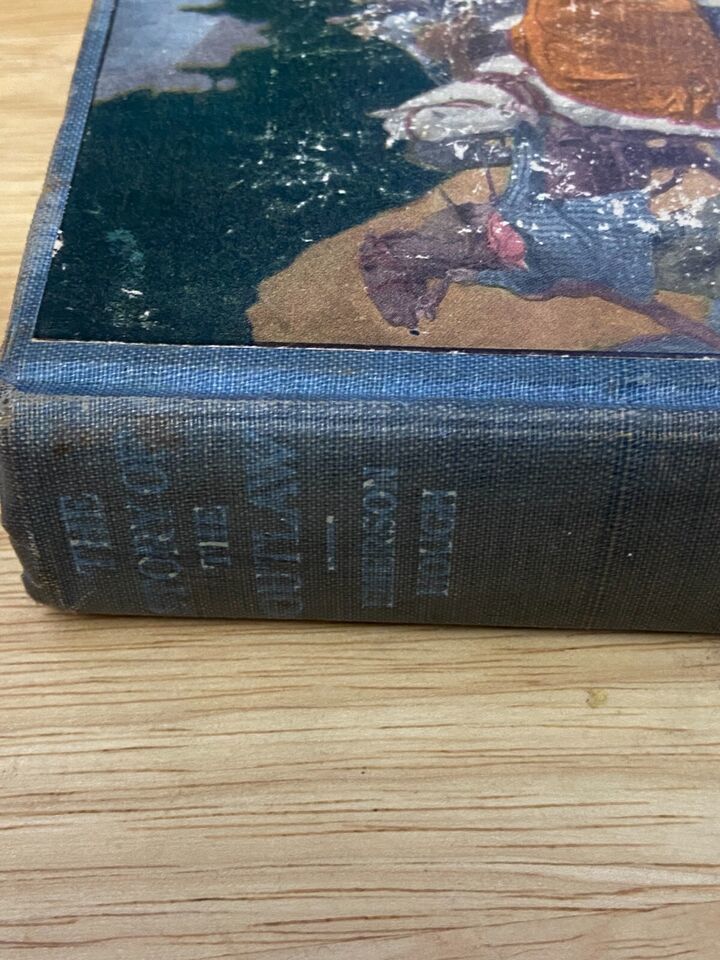 THE
STORY OF
THE
OUTLAW
EMERSON
HOUGH